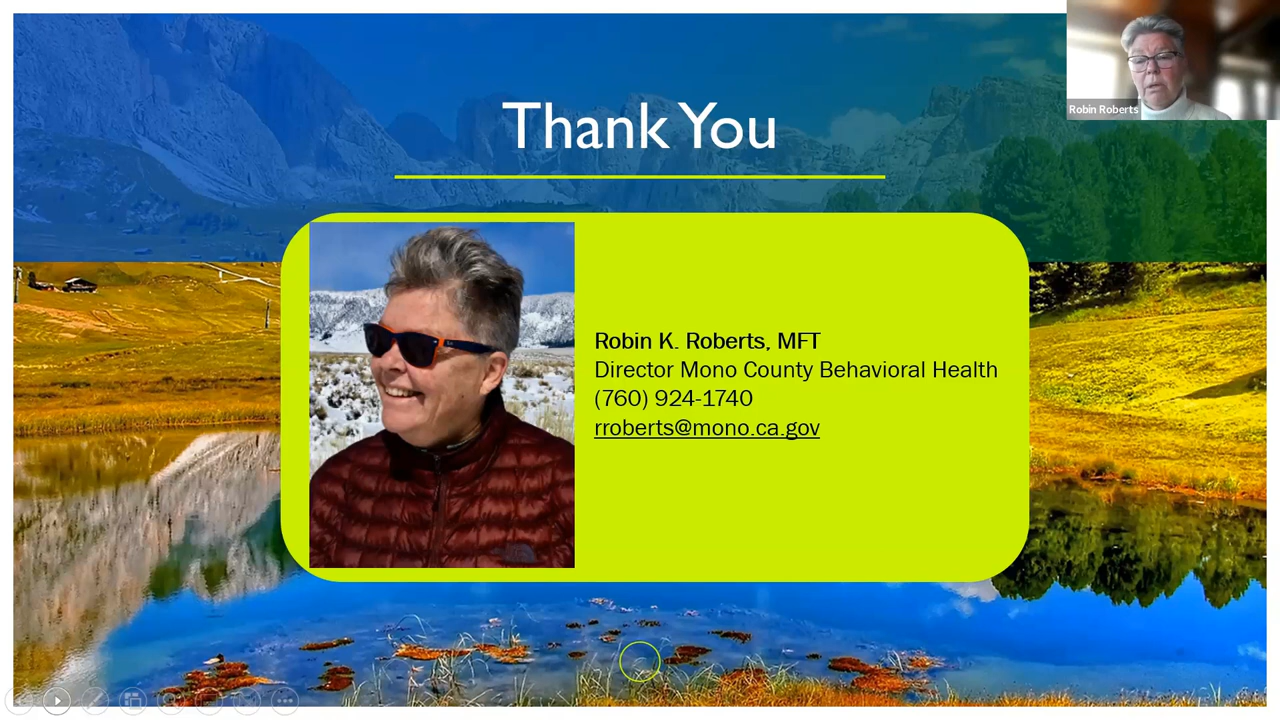 Thank You
Robin Roberts
Robin K. Roberts, MFT
Director Mono County Behavioral Health
(760) 924-1740
rroberts@mono.ca.gov